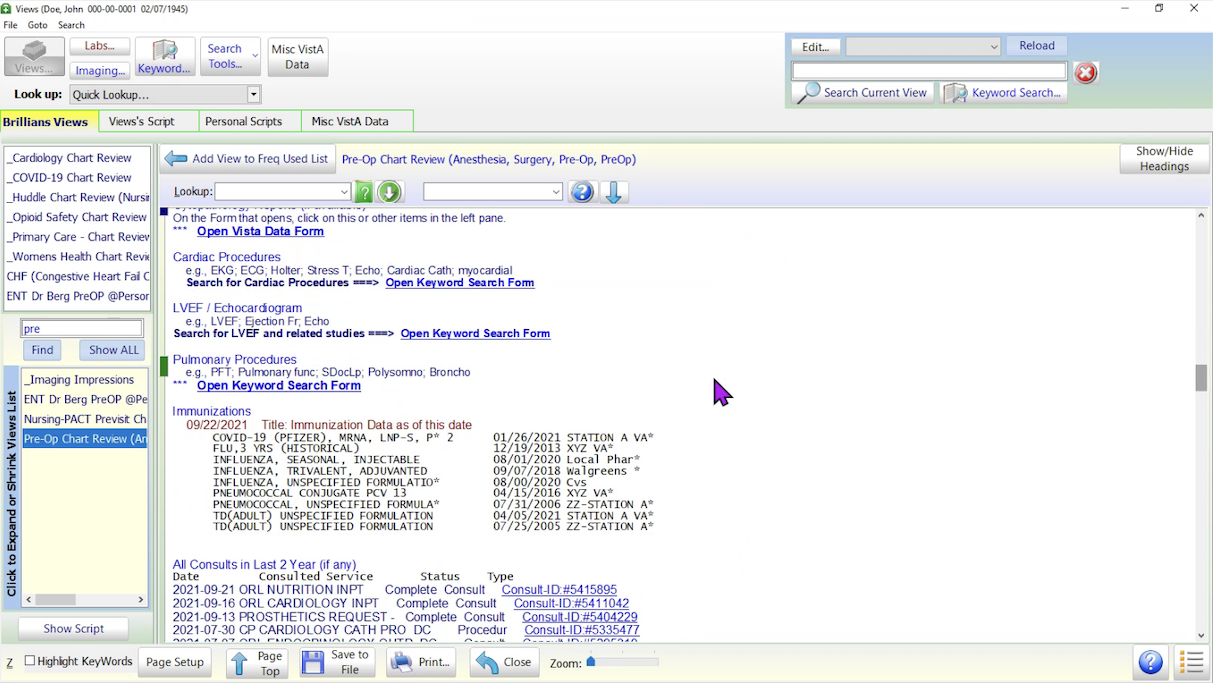 Views (Doe, John 000-00-0001 02/07/1945)
File Goto Search
Views...
Labs...
Imaging...
Keyword...
Search Tools...
Misc VistA Data
Edit...
Reload
Look up: Quick Lookup...
Search Current View
Keyword Search...
Brillians Views
Views's Script
Personal Scripts
Misc VistA Data
_Cardiology Chart Review
_COVID-19 Chart Review
_Huddle Chart Review (Nursi
_Opioid Safety Chart Review
_Primary Care - Chart Review
_Womens Health Chart Revie
CHF (Congestive Heart Fail C
ENT Dr Berg PreOP @Person
pre
Find
Show ALL
Click to Expand or Shrink Views List
_Imaging Impressions
ENT Dr Berg PreOP @Pe
Nursing-PACT Previsit Ch
Pre-Op Chart Review (An
Show Script
Add View to Freq Used List
Pre-Op Chart Review (Anesthesia, Surgery, Pre-Op, PreOp)
Show/Hide
Headings
Lookup:
On the Form that opens, click on this or other items in the left pane.
*** Open Vista Data Form
Cardiac Procedures
e.g., EKG; ECG; Holter; Stress T; Echo; Cardiac Cath; myocardial
Search for Cardiac Procedures ===> Open Keyword Search Form
LVEF / Echocardiogram
e.g., LVEF; Ejection Fr; Echo
Search for LVEF and related studies ===> Open Keyword Search Form
Pulmonary Procedures
e.g., PFT; Pulmonary func; SDocLp; Polysomno; Broncho
*** Open Keyword Search Form
Immunizations
09/22/2021 Title: Immunization Data as of this date
COVID-19 (PFIZER), MRNA, LNP-S, P* 2 01/26/2021 STATION A VA*
FLU,3 YRS (HISTORICAL) 12/19/2013 XYZ VA*
INFLUENZA, SEASONAL, INJECTABLE 08/01/2020 Local Phar*
INFLUENZA, TRIVALENT, ADJUVANTED 09/07/2018 Walgreens *
INFLUENZA, UNSPECIFIED FORMULATIO* 08/00/2020 Cvs
PNEUMOCOCCAL CONJUGATE PCV 13 04/15/2016 XYZ VA*
PNEUMOCOCCAL, UNSPECIFIED FORMULA* 07/31/2006 ZZ-STATION A*
TD(ADULT) UNSPECIFIED FORMULATION 04/05/2021 STATION A VA*
TD(ADULT) UNSPECIFIED FORMULATION 07/25/2005 ZZ-STATION A*
All Consults in Last 2 Year (if any)
Date Consulted Service Status Type
2021-09-21 ORL NUTRITION INPT Complete Consult Consult-ID:#5415895
2021-09-16 ORL CARDIOLOGY INPT Complete Consult Consult-ID:#5411042
2021-09-13 PROSTHETICS REQUEST - Complete Consult Consult-ID:#5404229
2021-07-30 CP CARDIOLOGY CATH PRO DC Procedur Consult-ID:#5335477
Z
Highlight KeyWords
Page Setup
Page Top
Save to File
Print...
Close
Zoom: